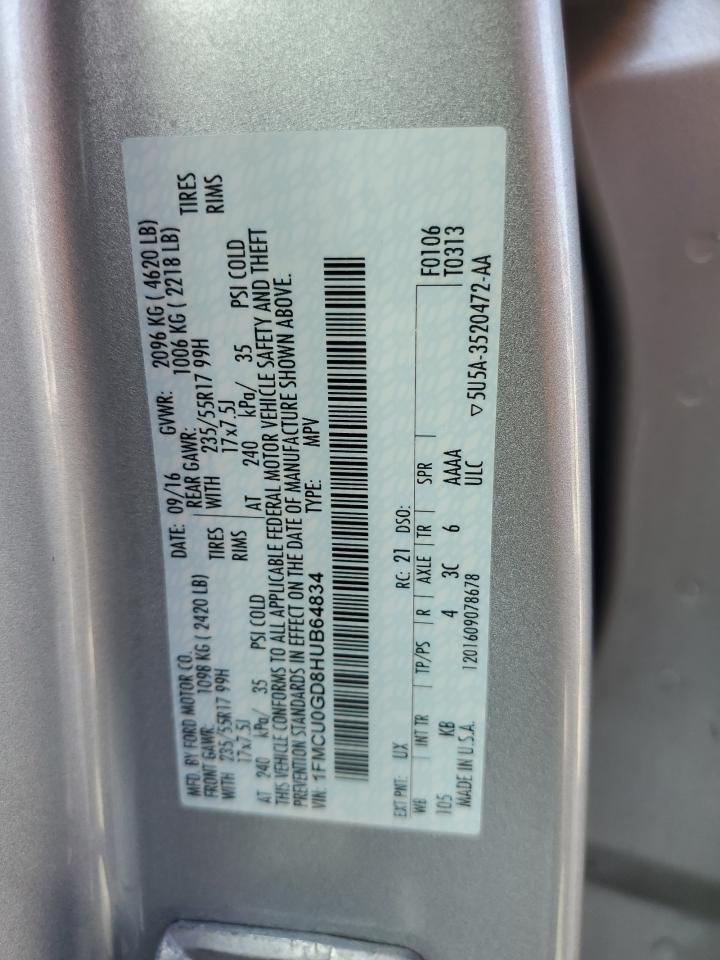 MFD. BY FORD MOTOR CO. DATE: 09/16 GVWR: 2096 KG ( 4620 LB)
FRONT GAWR: 1098 KG ( 2420 LB) REAR GAWR: 1006 KG ( 2218 LB)
WITH 235/55R17 99H TIRES WITH 235/55R17 99H TIRES
17x7.5J RIMS 17x7.5J RIMS
AT 240 kPa/ 35 PSI COLD AT 240 kPa/ 35 PSI COLD
THIS VEHICLE CONFORMS TO ALL APPLICABLE FEDERAL MOTOR VEHICLE SAFETY AND THEFT
PREVENTION STANDARDS IN EFFECT ON THE DATE OF MANUFACTURE SHOWN ABOVE.
VIN: 1FMCU0GD8HUB64834 TYPE: MPV
EXT PNT: UX RC: 21 DSO: F0106
WB INT TR TP/PS R AXLE TR SPR T0313
105 KB 4 3C 6 AAAA
MADE IN U.S.A. 1201609078678 ULC ▽5U5A-3520472-AA